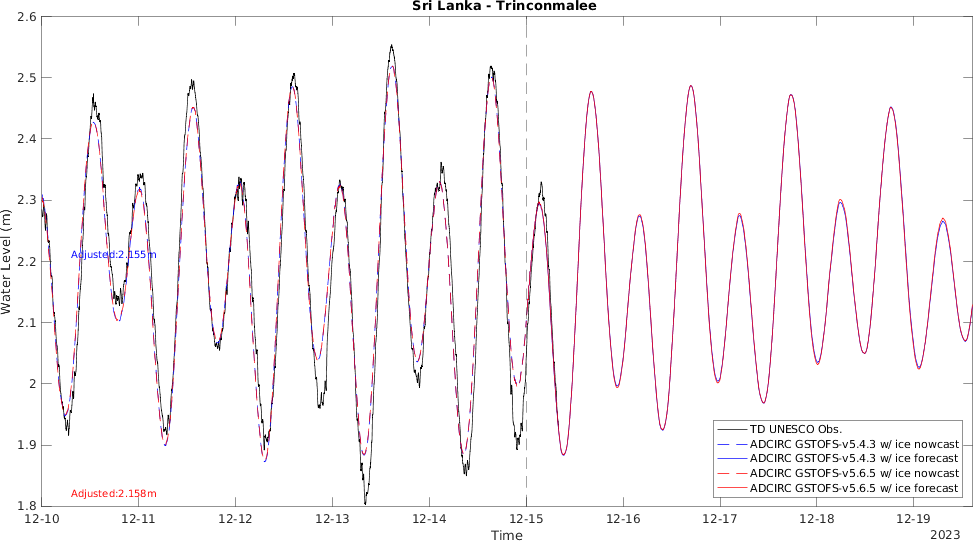 Sri Lanka - Trinconmalee
Water Level (m)
2.6
2.5
2.4
2.3
2.2
2.1
2
1.9
1.8
Adjusted:2.155m
Adjusted:2.158m
TD UNESCO Obs.
ADCIRC GSTOFS-v5.4.3 w/ ice nowcast
ADCIRC GSTOFS-v5.4.3 w/ ice forecast
ADCIRC GSTOFS-v5.6.5 w/ ice nowcast
ADCIRC GSTOFS-v5.6.5 w/ ice forecast
12-10 12-11 12-12 12-13 12-14 12-15 12-16 12-17 12-18 12-19
Time
2023